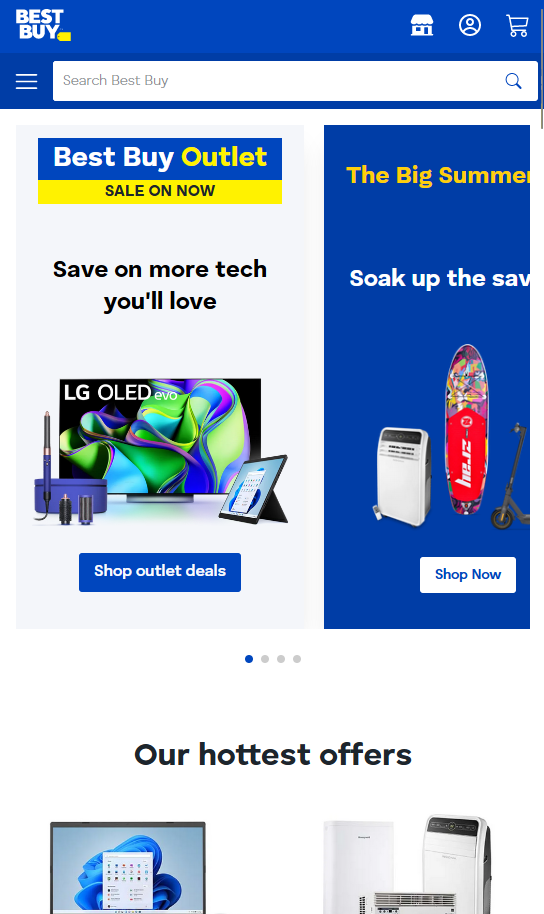 BEST
BUY
Search Best Buy
Best Buy Outlet
SALE ON NOW
Save on more tech
you'll love
LG OLED evo
Shop outlet deals
The Big Summer
Soak up the sav
Shop Now
Our hottest offers